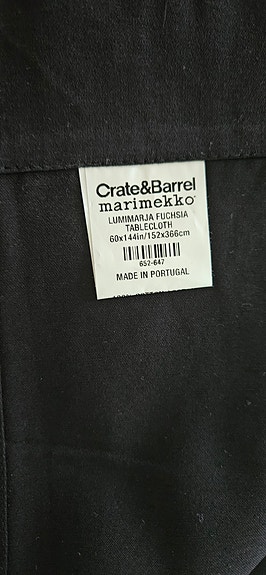 Crate&Barrel
marimekko®
LUMIMARJA FUCHSIA
TABLECLOTH
60x144in/152x366cm
652-647
MADE IN PORTUGAL